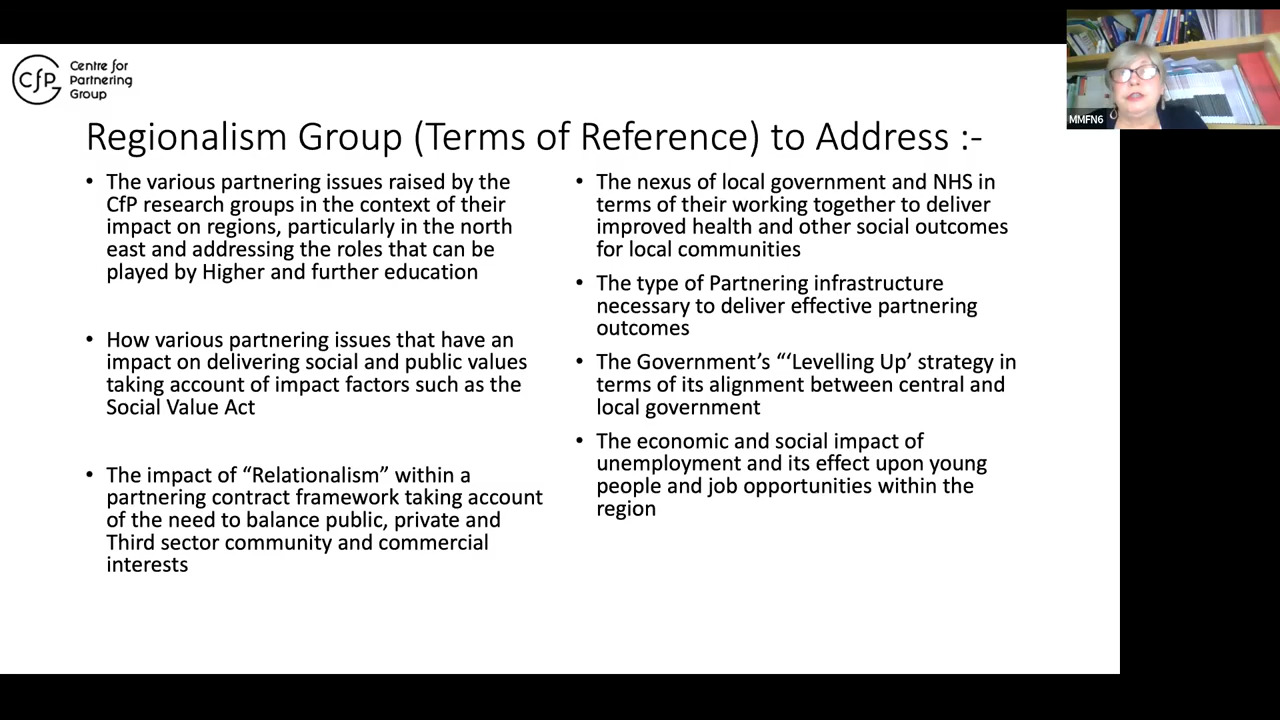 CfP
Centre for
Partnering
Group
MMFN6
Regionalism Group (Terms of Reference) to Address :-
• The various partnering issues raised by the
CfP research groups in the context of their
impact on regions, particularly in the north
east and addressing the roles that can be
played by Higher and further education
• How various partnering issues that have an
impact on delivering social and public values
taking account of impact factors such as the
Social Value Act
• The impact of “Relationalism” within a
partnering contract framework taking account
of the need to balance public, private and
Third sector community and commercial
interests
• The nexus of local government and NHS in
terms of their working together to deliver
improved health and other social outcomes
for local communities
• The type of Partnering infrastructure
necessary to deliver effective partnering
outcomes
• The Government’s “‘Levelling Up’ strategy in
terms of its alignment between central and
local government
• The economic and social impact of
unemployment and its effect upon young
people and job opportunities within the
region